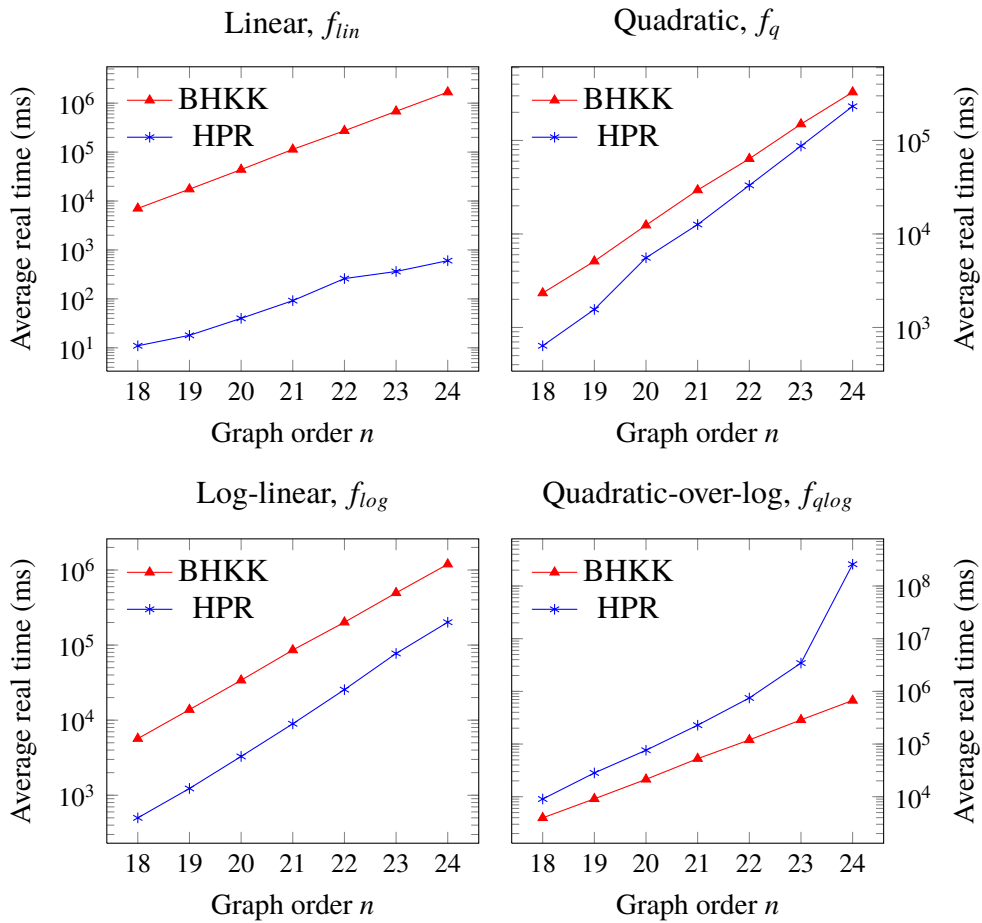 Linear, f_lin
BHKK
HPR
10^6
10^5
10^4
10^3
10^2
10^1
18 19 20 21 22 23 24
Average real time (ms)
Graph order n
Quadratic, f_q
BHKK
HPR
10^5
10^4
10^3
18 19 20 21 22 23 24
Average real time (ms)
Graph order n
Log-linear, f_log
BHKK
HPR
10^6
10^5
10^4
10^3
18 19 20 21 22 23 24
Average real time (ms)
Graph order n
Quadratic-over-log, f_qlog
BHKK
HPR
10^8
10^7
10^6
10^5
10^4
18 19 20 21 22 23 24
Average real time (ms)
Graph order n